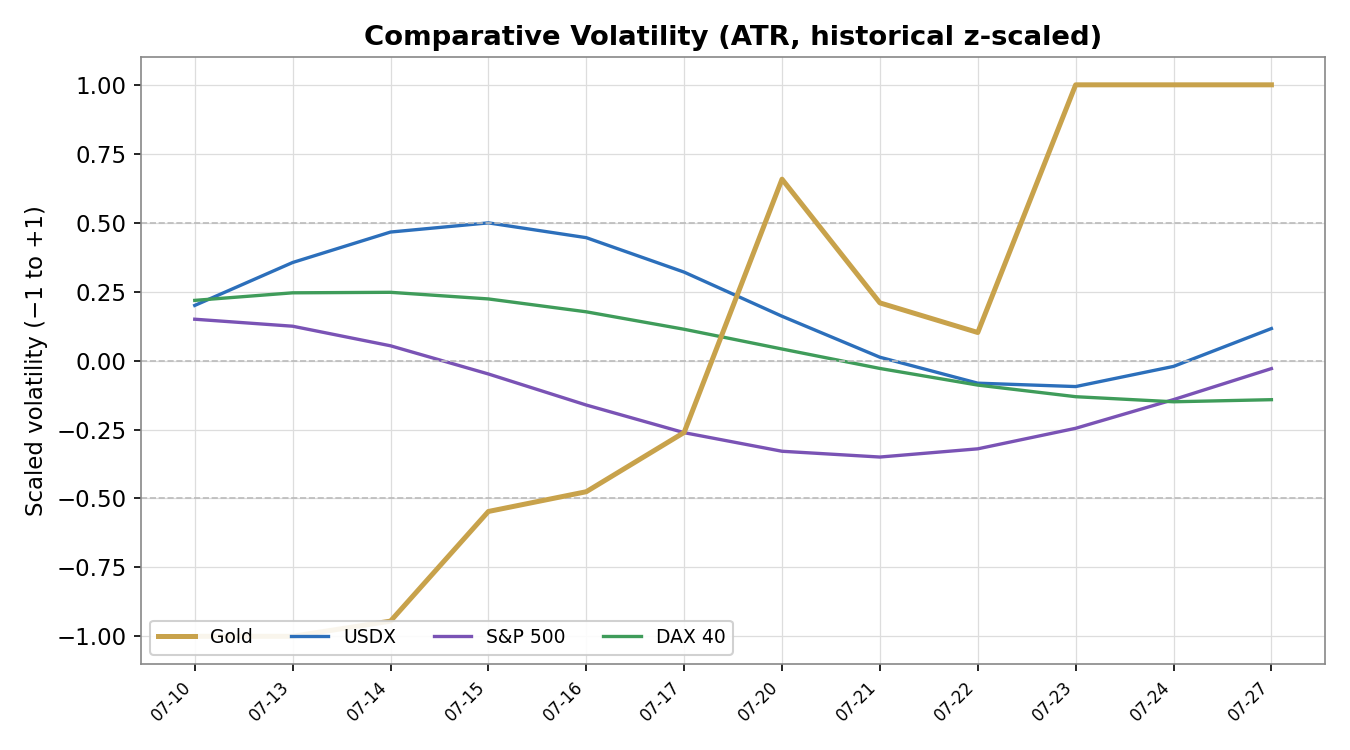 Comparative Volatility (ATR, historical z-scaled)
Scaled volatility (−1 to +1)
1.00
0.75
0.50
0.25
0.00
−0.25
−0.50
−0.75
−1.00
Gold USDX S&P 500 DAX 40
07-10 07-13 07-14 07-15 07-16 07-17 07-20 07-21 07-22 07-23 07-24 07-27